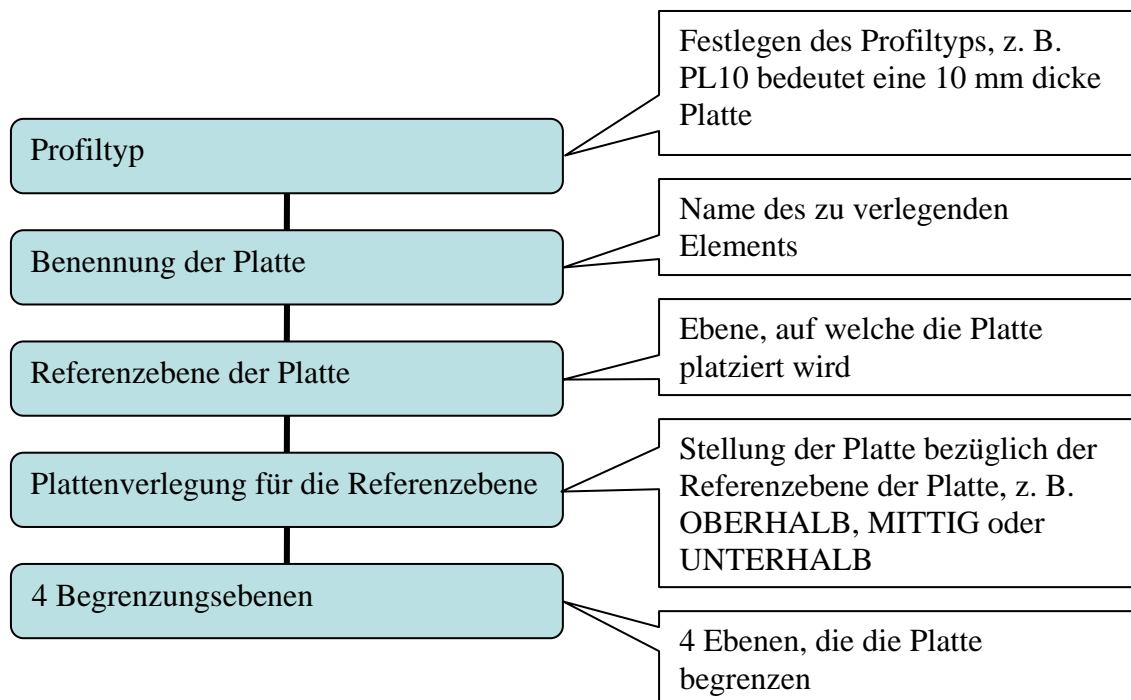 Profiltyp
Festlegen des Profiltyps, z. B.
PL10 bedeutet eine 10 mm dicke
Platte
Benennung der Platte
Name des zu verlegenden
Elements
Referenzebene der Platte
Ebene, auf welche die Platte
platziert wird
Plattenverlegung für die Referenzebene
Stellung der Platte bezüglich der
Referenzebene der Platte, z. B.
OBERHALB, MITTIG oder
UNTERHALB
4 Begrenzungsebenen
4 Ebenen, die die Platte
begrenzen